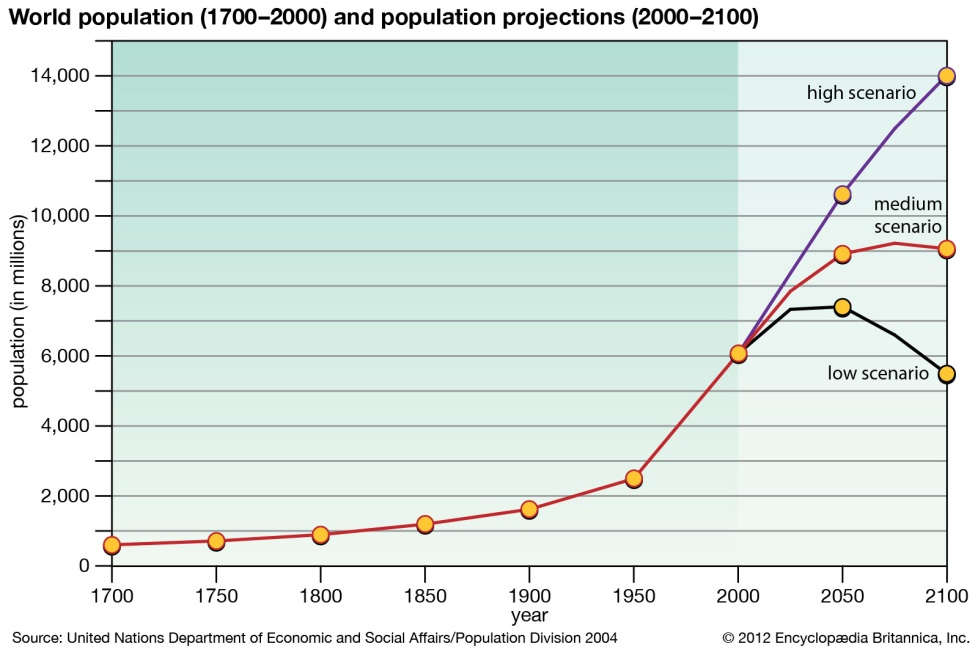 World population (1700–2000) and population projections (2000–2100)
14,000
12,000
10,000
8,000
6,000
4,000
2,000
0
population (in millions)
high scenario
medium
scenario
low scenario
1700 1750 1800 1850 1900 1950 2000 2050 2100
year
Source: United Nations Department of Economic and Social Affairs/Population Division 2004
© 2012 Encyclopædia Britannica, Inc.